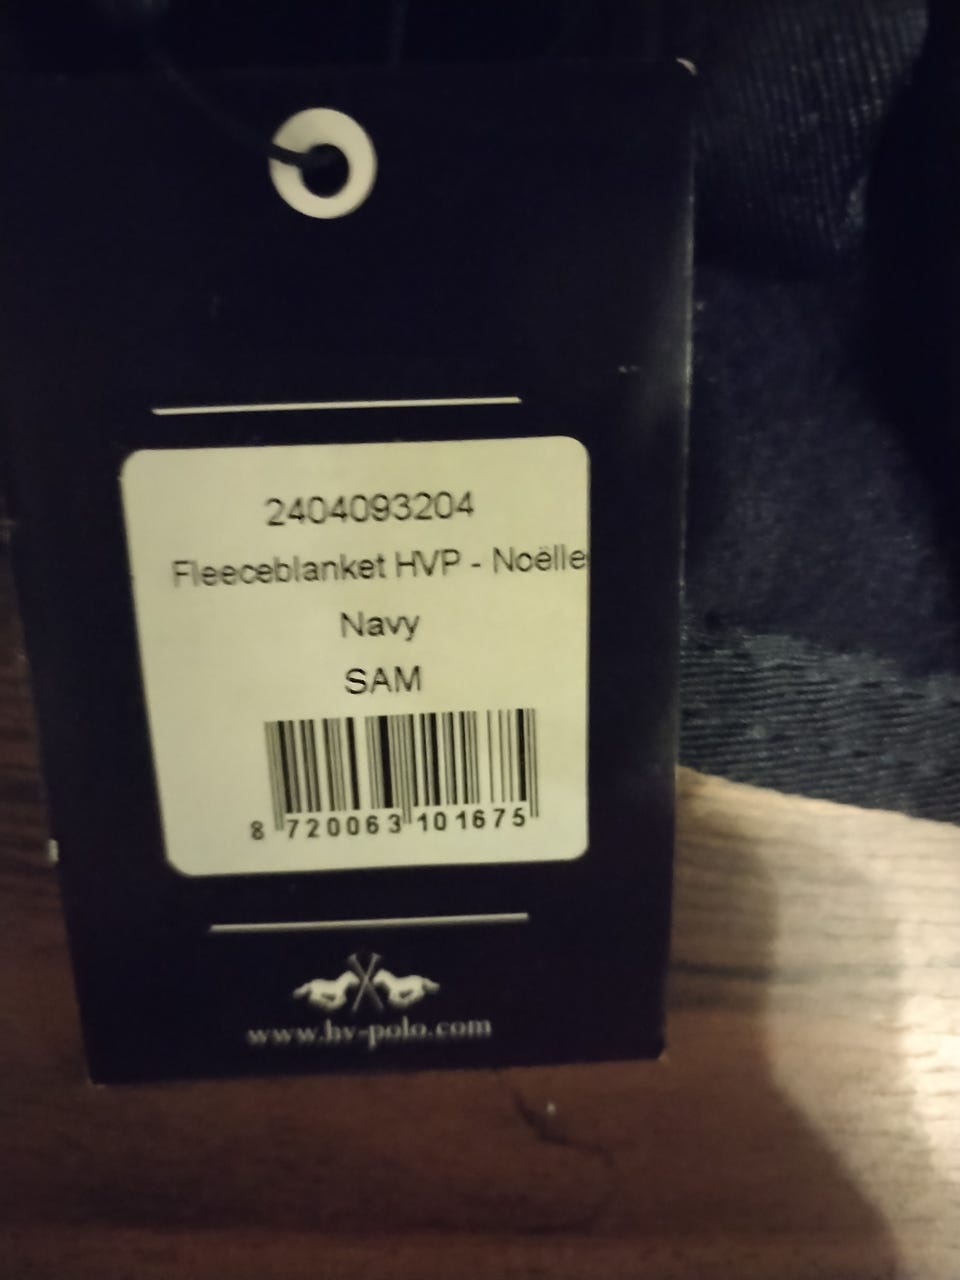 2404093204
Fleeceblanket HVP - Noëlle
Navy
SAM
8 720063 101675
www.hv-polo.com